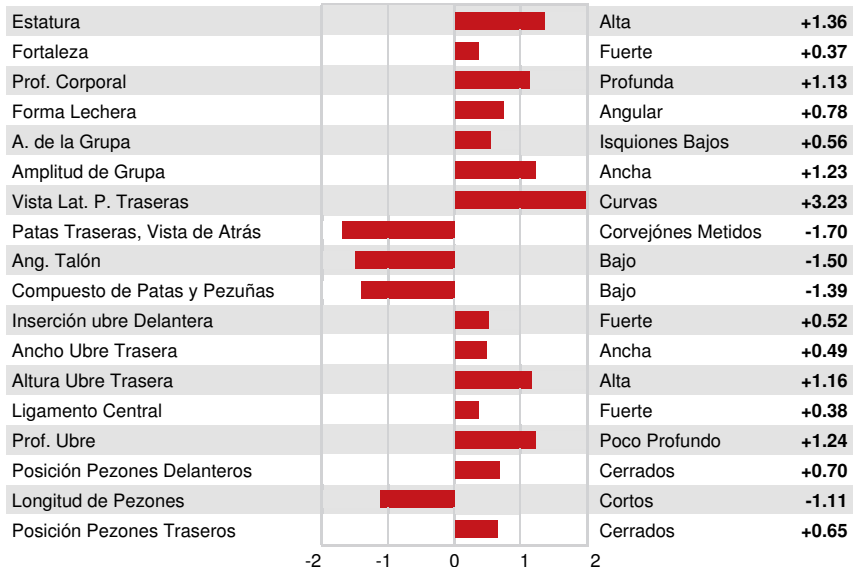 Estatura Alta +1.36
Fortaleza Fuerte +0.37
Prof. Corporal Profunda +1.13
Forma Lechera Angular +0.78
A. de la Grupa Isquiones Bajos +0.56
Amplitud de Grupa Ancha +1.23
Vista Lat. P. Traseras Curvas +3.23
Patas Traseras, Vista de Atrás Corvejónes Metidos -1.70
Ang. Talón Bajo -1.50
Compuesto de Patas y Pezuñas Bajo -1.39
Inserción ubre Delantera Fuerte +0.52
Ancho Ubre Trasera Ancha +0.49
Altura Ubre Trasera Alta +1.16
Ligamento Central Fuerte +0.38
Prof. Ubre Poco Profundo +1.24
Posición Pezones Delanteros Cerrados +0.70
Longitud de Pezones Cortos -1.11
Posición Pezones Traseros Cerrados +0.65
-2 -1 0 1 2